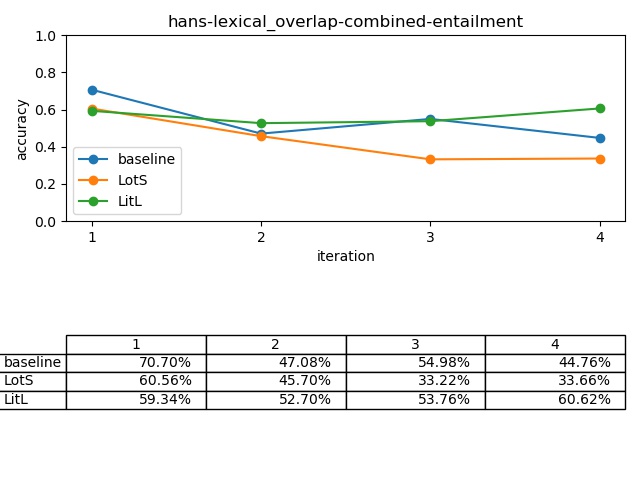 hans-lexical_overlap-combined-entailment
1.0
0.8
0.6
0.4
0.2
0.0
accuracy
baseline
LotS
LitL
1 2 3 4
iteration
1 2 3 4
baseline 70.70% 47.08% 54.98% 44.76%
LotS 60.56% 45.70% 33.22% 33.66%
LitL 59.34% 52.70% 53.76% 60.62%